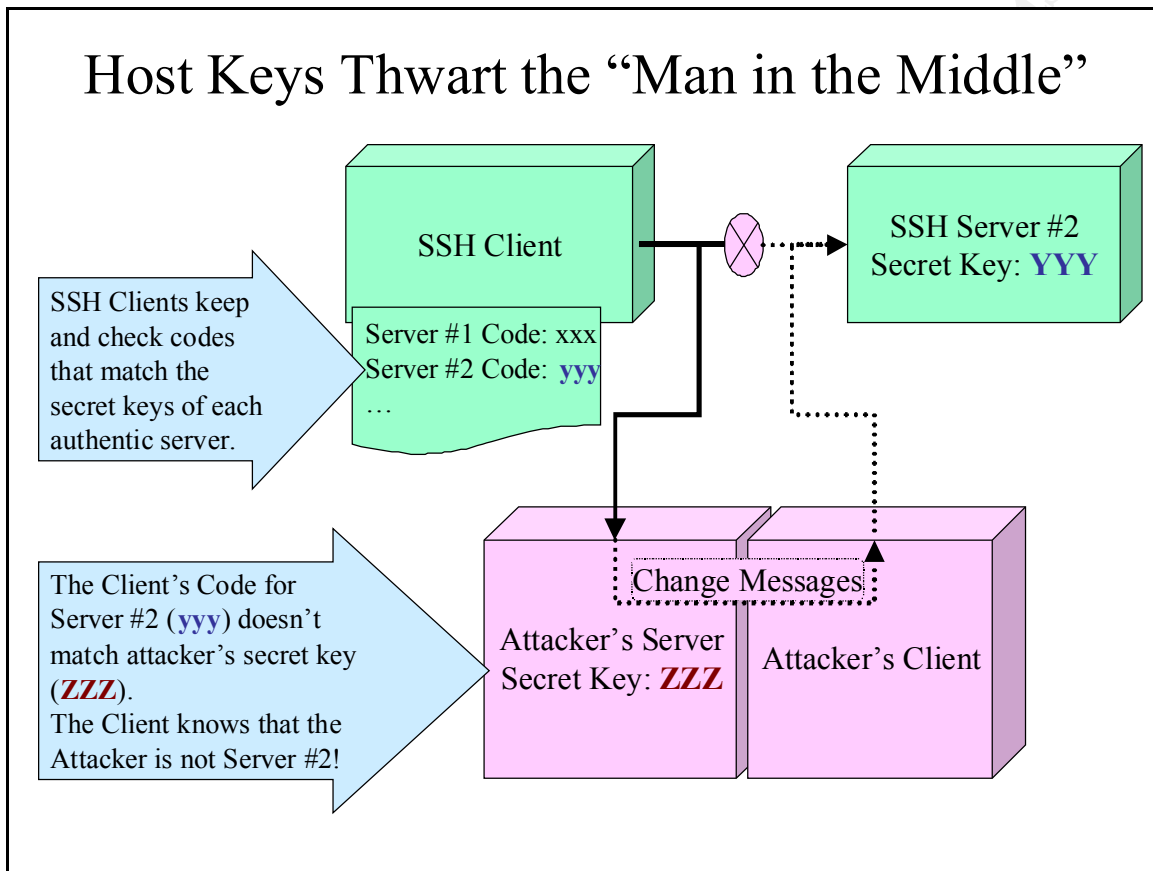 Host Keys Thwart the “Man in the Middle”
SSH Client
SSH Server #2
Secret Key: YYY
SSH Clients keep
and check codes
that match the
secret keys of each
authentic server.
Server #1 Code: xxx
Server #2 Code: yyy
…
The Client’s Code for
Server #2 (yyy) doesn’t
match attacker’s secret key
(ZZZ).
The Client knows that the
Attacker is not Server #2!
Change Messages
Attacker’s Server
Secret Key: ZZZ
Attacker’s Client